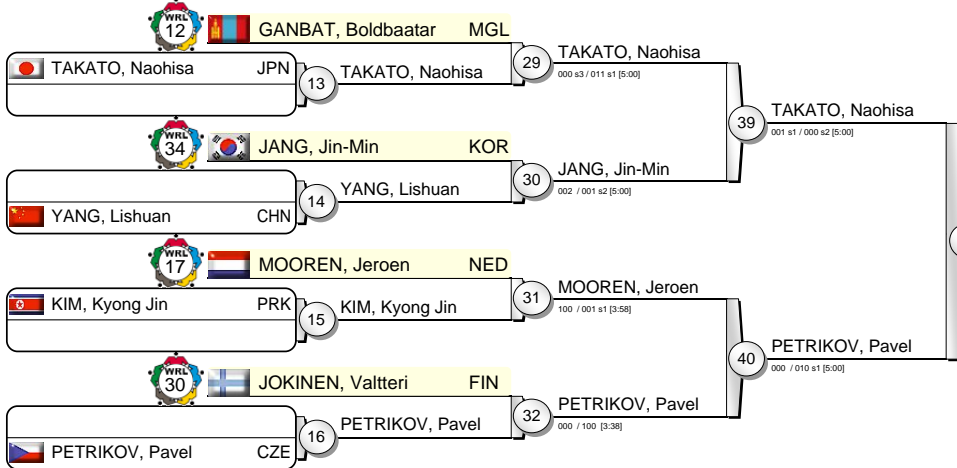 WRL
12
GANBAT, Boldbaatar MGL
TAKATO, Naohisa JPN
13
TAKATO, Naohisa
29
TAKATO, Naohisa
000 s3 / 011 s1 [5:00]
WRL
34
JANG, Jin-Min KOR
YANG, Lishuan CHN
14
YANG, Lishuan
30
JANG, Jin-Min
002 / 001 s2 [5:00]
39
TAKATO, Naohisa
001 s1 / 000 s2 [5:00]
WRL
17
MOOREN, Jeroen NED
KIM, Kyong Jin PRK
15
KIM, Kyong Jin
31
MOOREN, Jeroen
100 / 001 s1 [3:58]
WRL
30
JOKINEN, Valtteri FIN
PETRIKOV, Pavel CZE
16
PETRIKOV, Pavel
32
PETRIKOV, Pavel
000 / 100 [3:38]
40
PETRIKOV, Pavel
000 / 010 s1 [5:00]